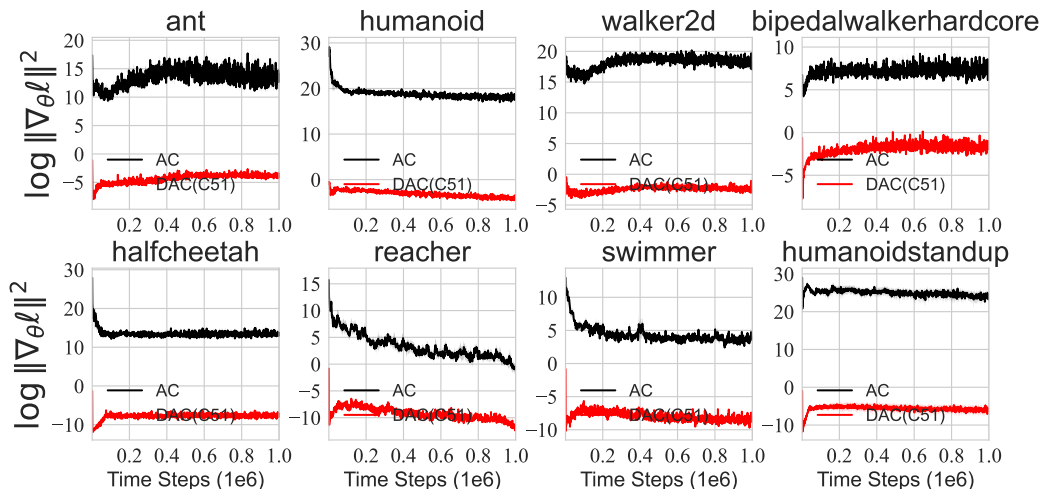 ant
humanoid
walker2d
bipedalwalkerhardcore
log ‖∇θℓ‖²
20
15
10
5
0
−5
AC
DAC(C51)
0.2 0.4 0.6 0.8 1.0
30
20
10
0
AC
DAC(C51)
0.2 0.4 0.6 0.8 1.0
20
15
10
5
0
−5
AC
DAC(C51)
0.2 0.4 0.6 0.8 1.0
10
5
0
−5
AC
DAC(C51)
0.2 0.4 0.6 0.8 1.0
halfcheetah
reacher
swimmer
humanoidstandup
log ‖∇θℓ‖²
30
20
10
0
−10
AC
DAC(C51)
0.2 0.4 0.6 0.8 1.0
Time Steps (1e6)
15
10
5
0
−5
−10
AC
DAC(C51)
0.2 0.4 0.6 0.8 1.0
Time Steps (1e6)
10
5
0
−5
−10
AC
DAC(C51)
0.2 0.4 0.6 0.8 1.0
Time Steps (1e6)
30
20
10
0
−10
AC
DAC(C51)
0.2 0.4 0.6 0.8 1.0
Time Steps (1e6)